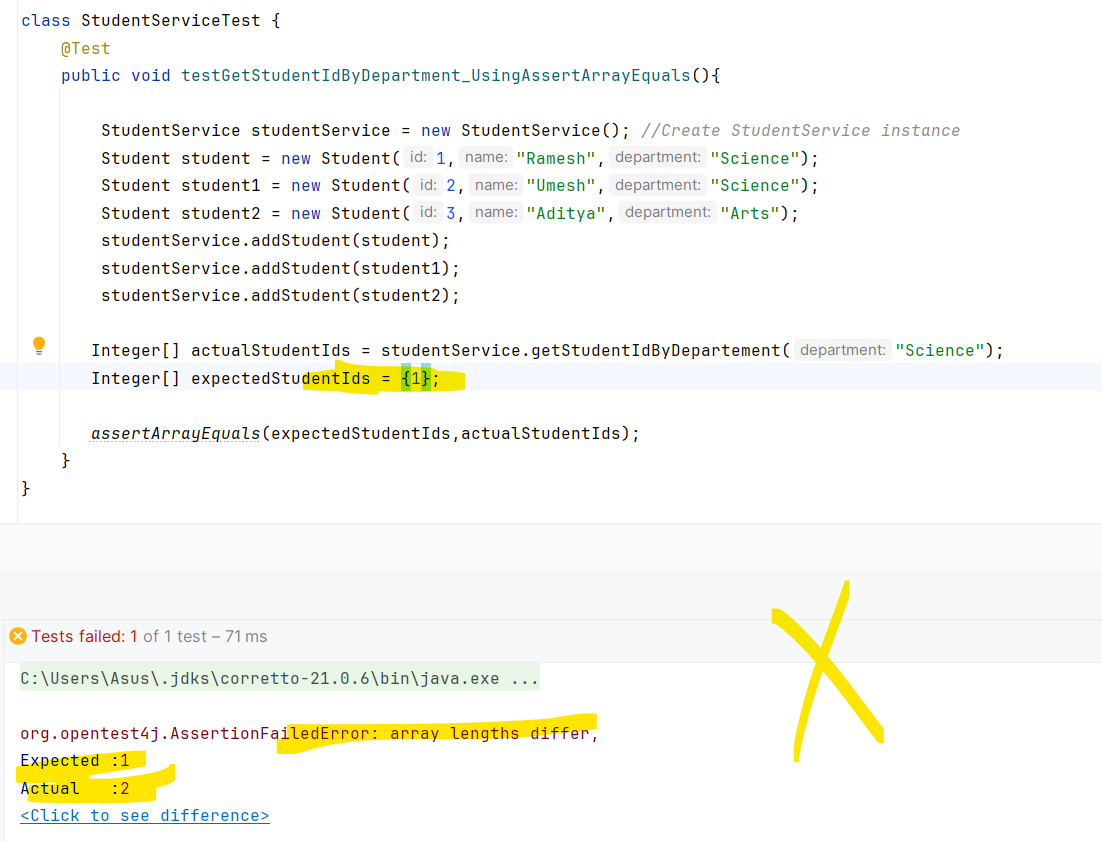 class StudentServiceTest {
@Test
public void testGetStudentIdByDepartment_UsingAssertArrayEquals(){
StudentService studentService = new StudentService(); //Create StudentService instance
Student student = new Student( id: 1, name: "Ramesh", department: "Science");
Student student1 = new Student( id: 2, name: "Umesh", department: "Science");
Student student2 = new Student( id: 3, name: "Aditya", department: "Arts");
studentService.addStudent(student);
studentService.addStudent(student1);
studentService.addStudent(student2);
Integer[] actualStudentIds = studentService.getStudentIdByDepartement( department: "Science");
Integer[] expectedStudentIds = {1};
assertArrayEquals(expectedStudentIds,actualStudentIds);
}
}
Tests failed: 1 of 1 test – 71 ms
C:\Users\Asus\.jdks\corretto-21.0.6\bin\java.exe ...
org.opentest4j.AssertionFailedError: array lengths differ,
Expected :1
Actual :2
<Click to see difference>